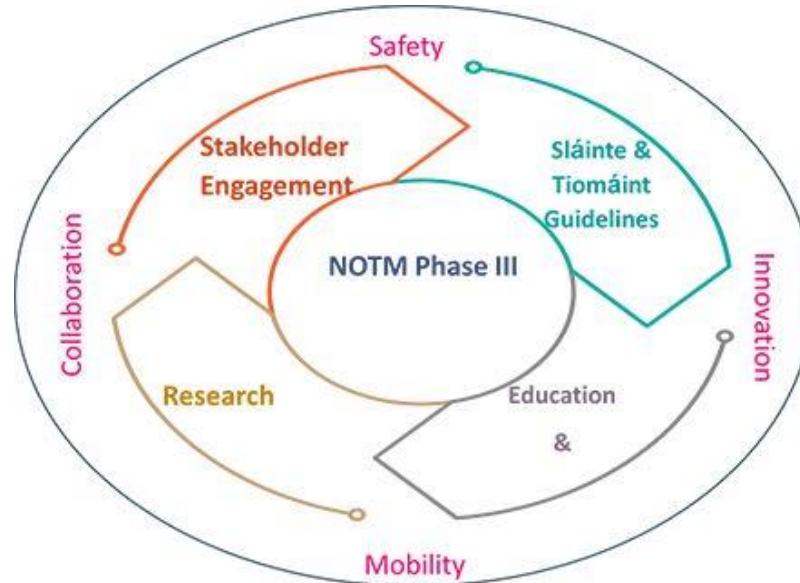 Safety
Stakeholder
Engagement
Sláinte &
Tiomáint
Guidelines
NOTM Phase III
Collaboration
Innovation
Research
Education
&
Mobility